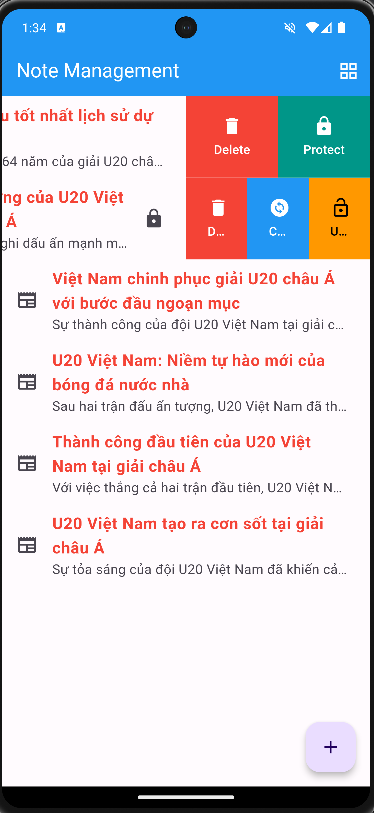 1:34
Note Management
u tốt nhất lịch sử dự
64 năm của giải U20 châ...
Delete
Protect
ng của U20 Việt
Á
ghi dấu ấn mạnh m...
D...
C...
U...
Việt Nam chinh phục giải U20 châu Á
với bước đầu ngoạn mục
Sự thành công của đội U20 Việt Nam tại giải c...
U20 Việt Nam: Niềm tự hào mới của
bóng đá nước nhà
Sau hai trận đấu ấn tượng, U20 Việt Nam đã th...
Thành công đầu tiên của U20 Việt
Nam tại giải châu Á
Với việc thắng cả hai trận đầu tiên, U20 Việt N...
U20 Việt Nam tạo ra cơn sốt tại giải
châu Á
Sự tỏa sáng của đội U20 Việt Nam đã khiến cả...